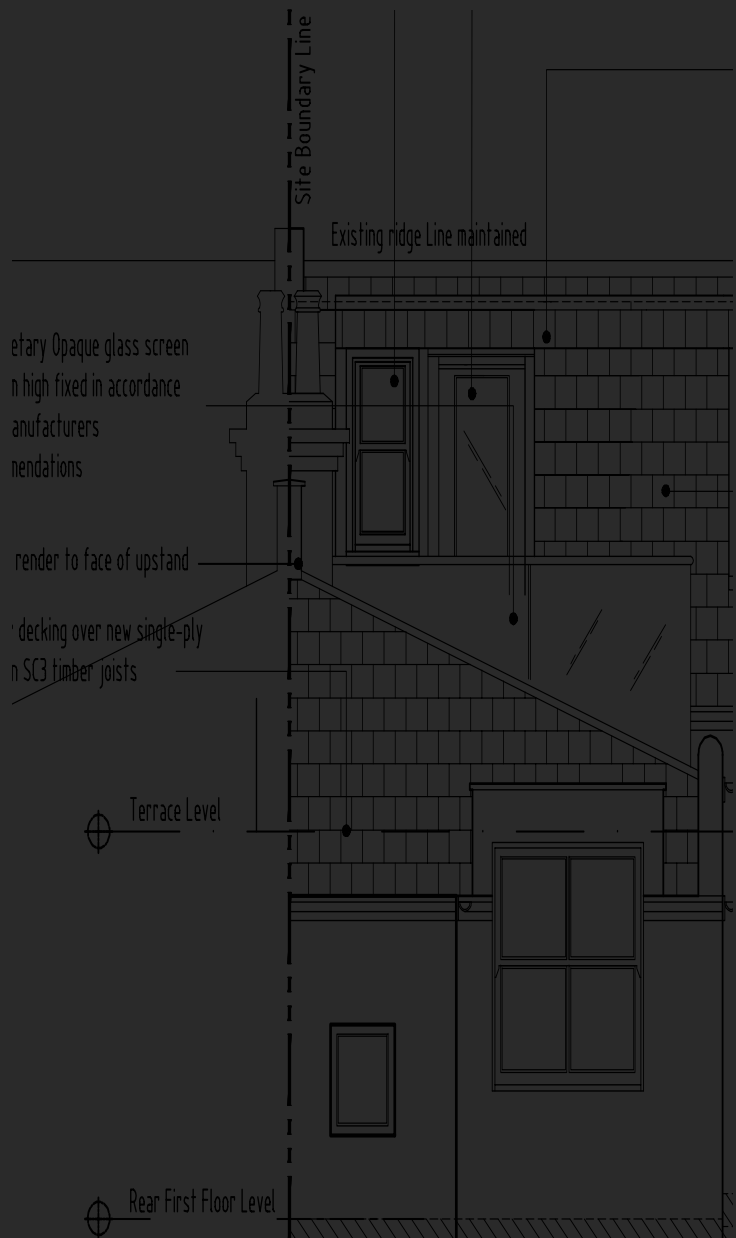 Site Boundary Line
Existing ridge Line maintained
etary Opaque glass screen
n high fixed in accordance
anufacturers
nendations
render to face of upstand
decking over new single-ply
n SC3 timber joists
Terrace Level
Rear First Floor Level